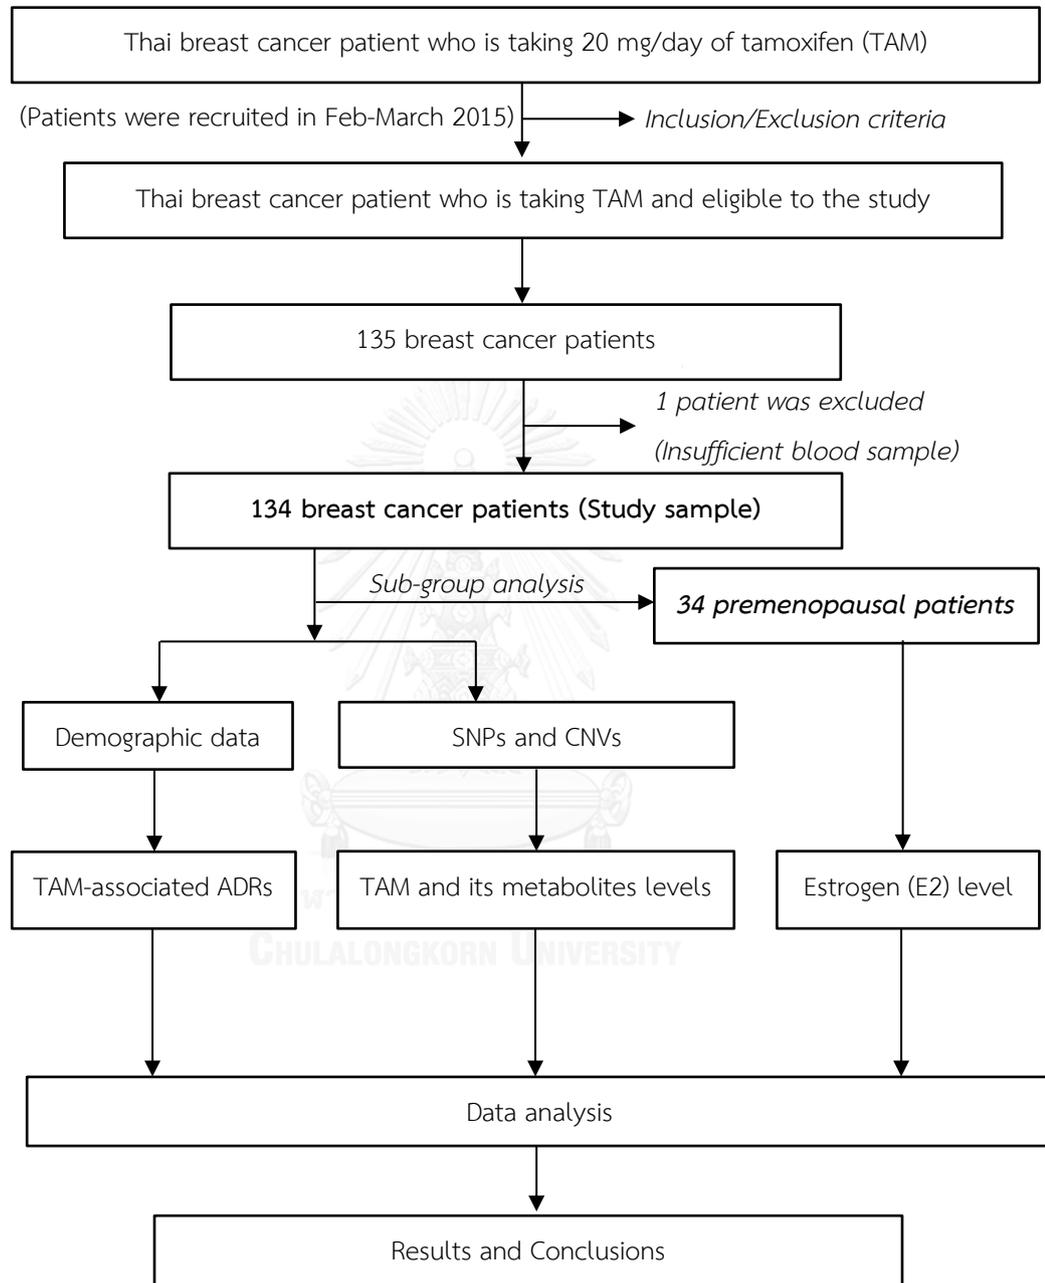 Thai breast cancer patient who is taking 20 mg/day of tamoxifen (TAM)
(Patients were recruited in Feb-March 2015)
Inclusion/Exclusion criteria
Thai breast cancer patient who is taking TAM and eligible to the study
135 breast cancer patients
1 patient was excluded
(Insufficient blood sample)
134 breast cancer patients (Study sample)
Sub-group analysis
34 premenopausal patients
Demographic data
SNPs and CNVs
TAM-associated ADRs
TAM and its metabolites levels
Estrogen (E2) level
CHULALONGKORN UNIVERSITY
Data analysis
Results and Conclusions